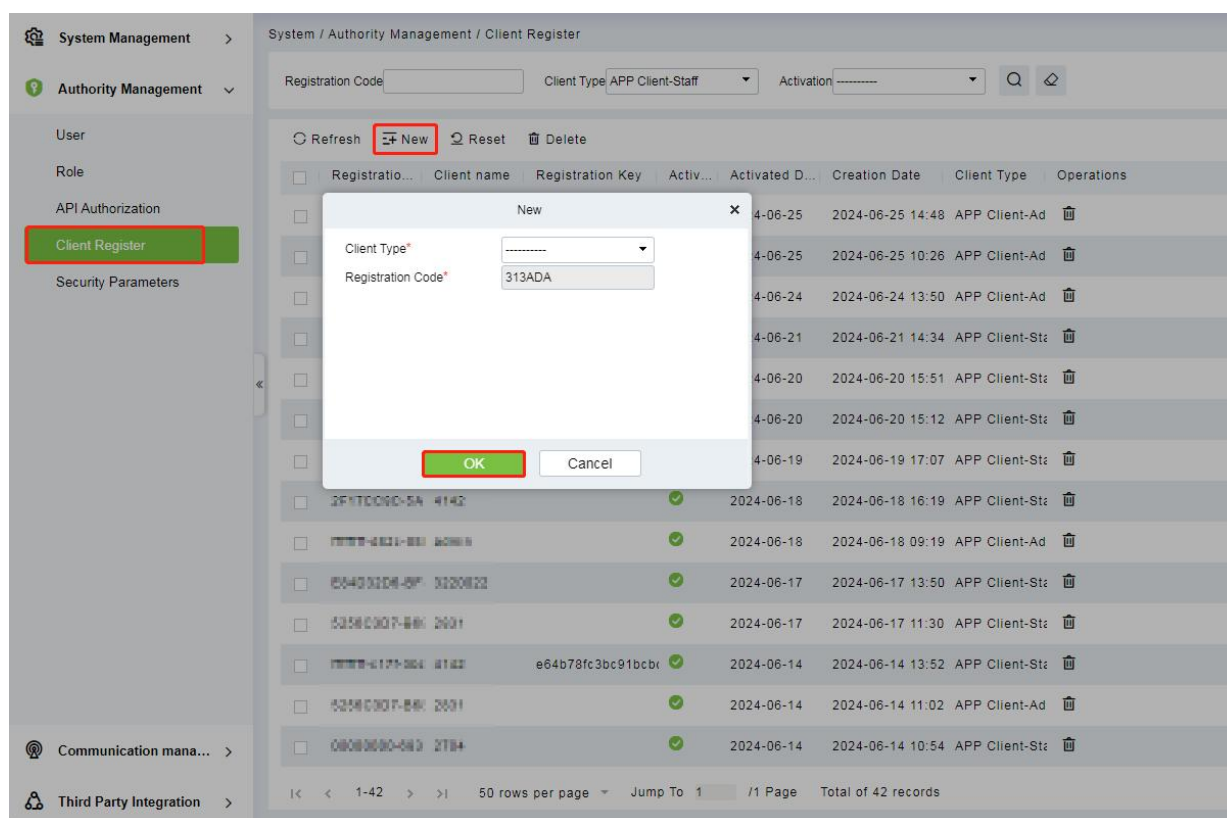 System Management
Authority Management
User
Role
API Authorization
Client Register
Security Parameters
Communication mana...
Third Party Integration
System / Authority Management / Client Register
Registration Code Client Type APP Client-Staff Activation ----------
Refresh New Reset Delete
Registratio... Client name Registration Key Activ... Activated D... Creation Date Client Type Operations
New
Client Type* ----------
Registration Code* 313ADA
OK Cancel
4-06-25 2024-06-25 14:48 APP Client-Ad
4-06-25 2024-06-25 10:26 APP Client-Ad
4-06-24 2024-06-24 13:50 APP Client-Ad
4-06-21 2024-06-21 14:34 APP Client-Sta
4-06-20 2024-06-20 15:51 APP Client-Sta
4-06-20 2024-06-20 15:12 APP Client-Sta
4-06-19 2024-06-19 17:07 APP Client-Sta
4142 2024-06-18 2024-06-18 16:19 APP Client-Sta
2024-06-18 2024-06-18 09:19 APP Client-Ad
2024-06-17 2024-06-17 13:50 APP Client-Sta
2024-06-17 2024-06-17 11:30 APP Client-Sta
e64b78fc3bc91bcb 2024-06-14 2024-06-14 13:52 APP Client-Sta
2024-06-14 2024-06-14 11:02 APP Client-Ad
2024-06-14 2024-06-14 10:54 APP Client-Sta
1-42 50 rows per page Jump To 1 /1 Page Total of 42 records